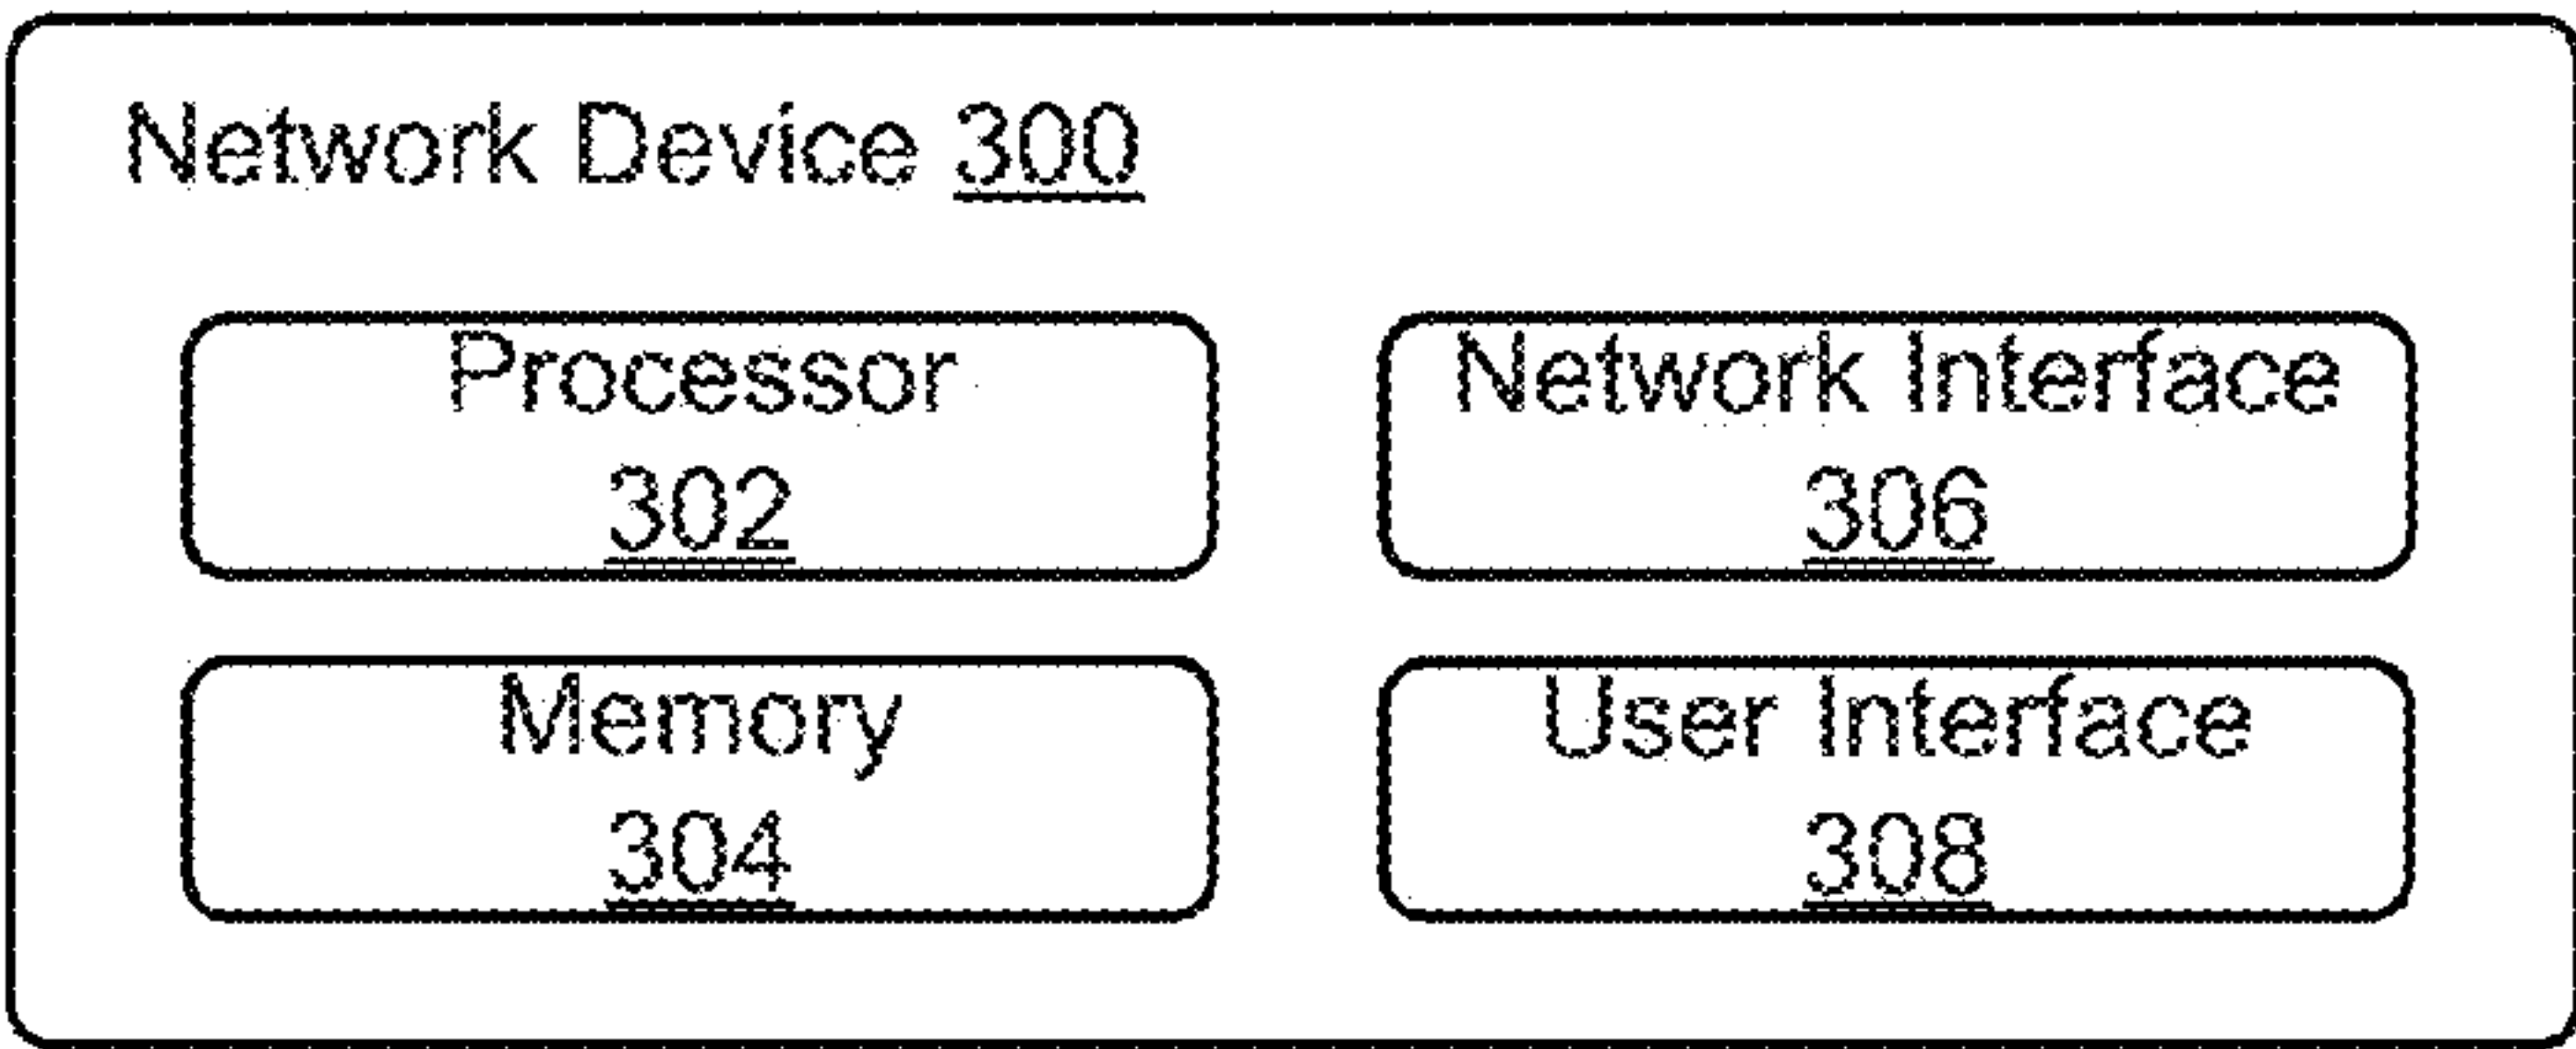 Network Device 300
Processor
302
Network Interface
306
Memory
304
User Interface
308